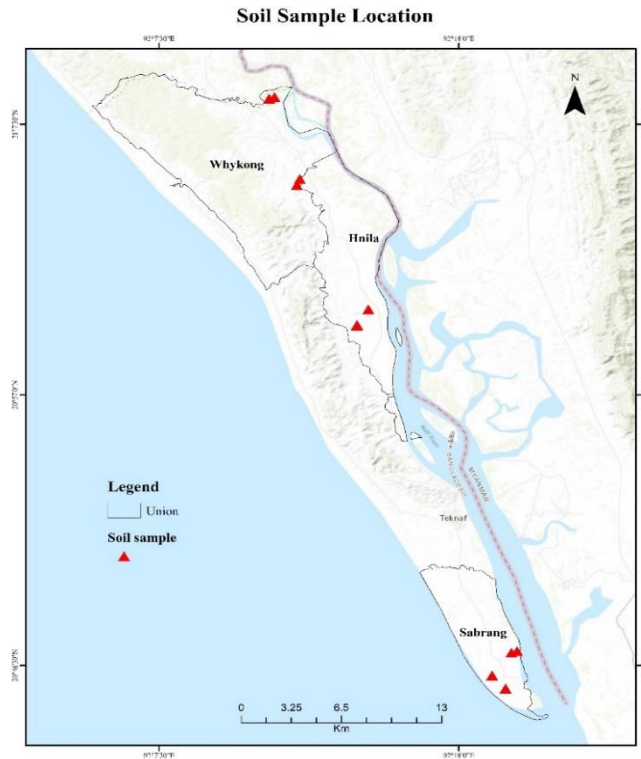 Soil Sample Location
92°7'30"E
92°15'0"E
N
Whykong
Hnila
BANGLADESH
MYANMAR
Teknaf
Legend
Union
Soil sample
Sabrang
0 3.25 6.5 13
Km
92°7'30"E
92°15'0"E